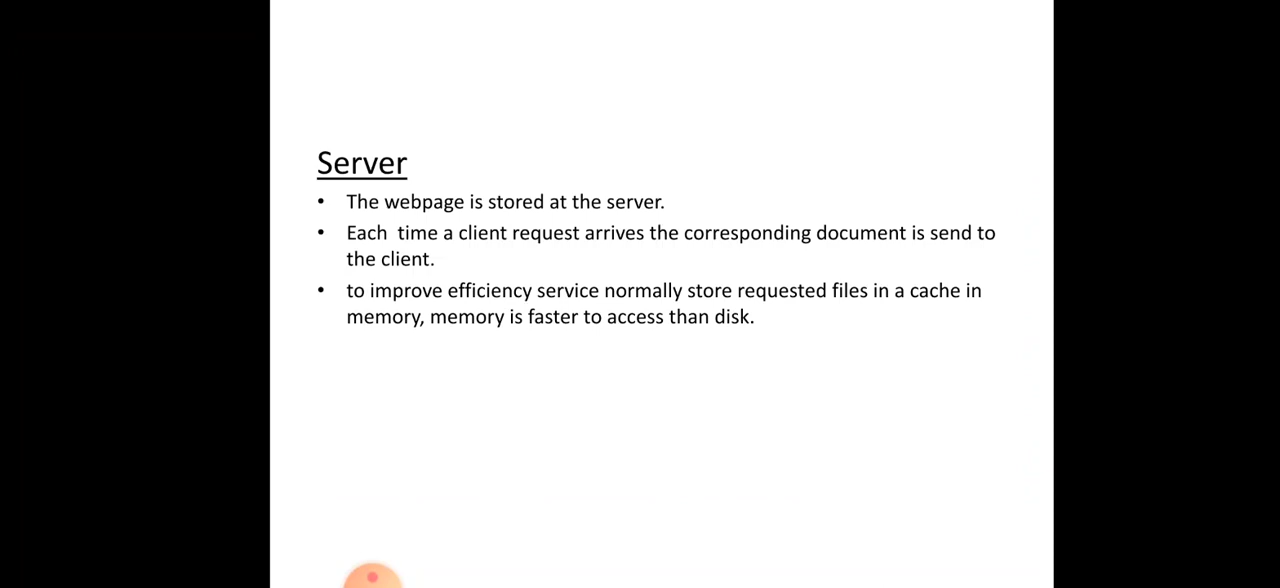 Server
• The webpage is stored at the server.
• Each  time a client request arrives the corresponding document is send to
the client.
• to improve efficiency service normally store requested files in a cache in
memory, memory is faster to access than disk.